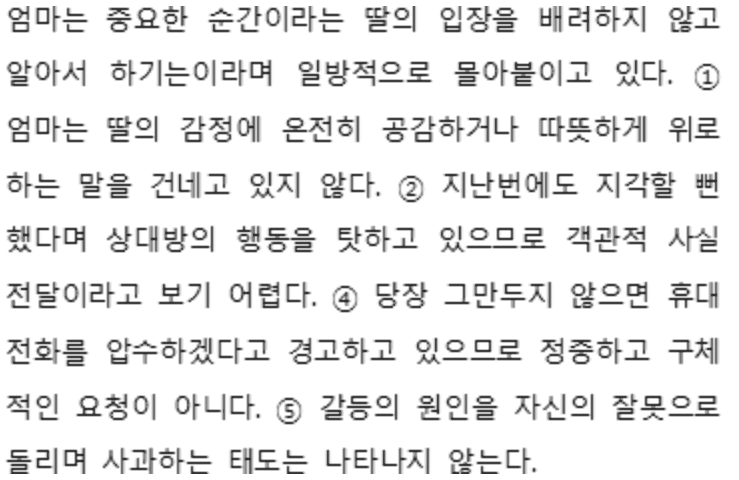 엄마는 중요한 순간이라는 딸의 입장을 배려하지 않고
알아서 하기는이라며 일방적으로 몰아붙이고 있다. ①
엄마는 딸의 감정에 온전히 공감하거나 따뜻하게 위로
하는 말을 건네고 있지 않다. ② 지난번에도 지각할 뻔
했다며 상대방의 행동을 탓하고 있으므로 객관적 사실
전달이라고 보기 어렵다. ④ 당장 그만두지 않으면 휴대
전화를 압수하겠다고 경고하고 있으므로 정중하고 구체
적인 요청이 아니다. ⑤ 갈등의 원인을 자신의 잘못으로
돌리며 사과하는 태도는 나타나지 않는다.